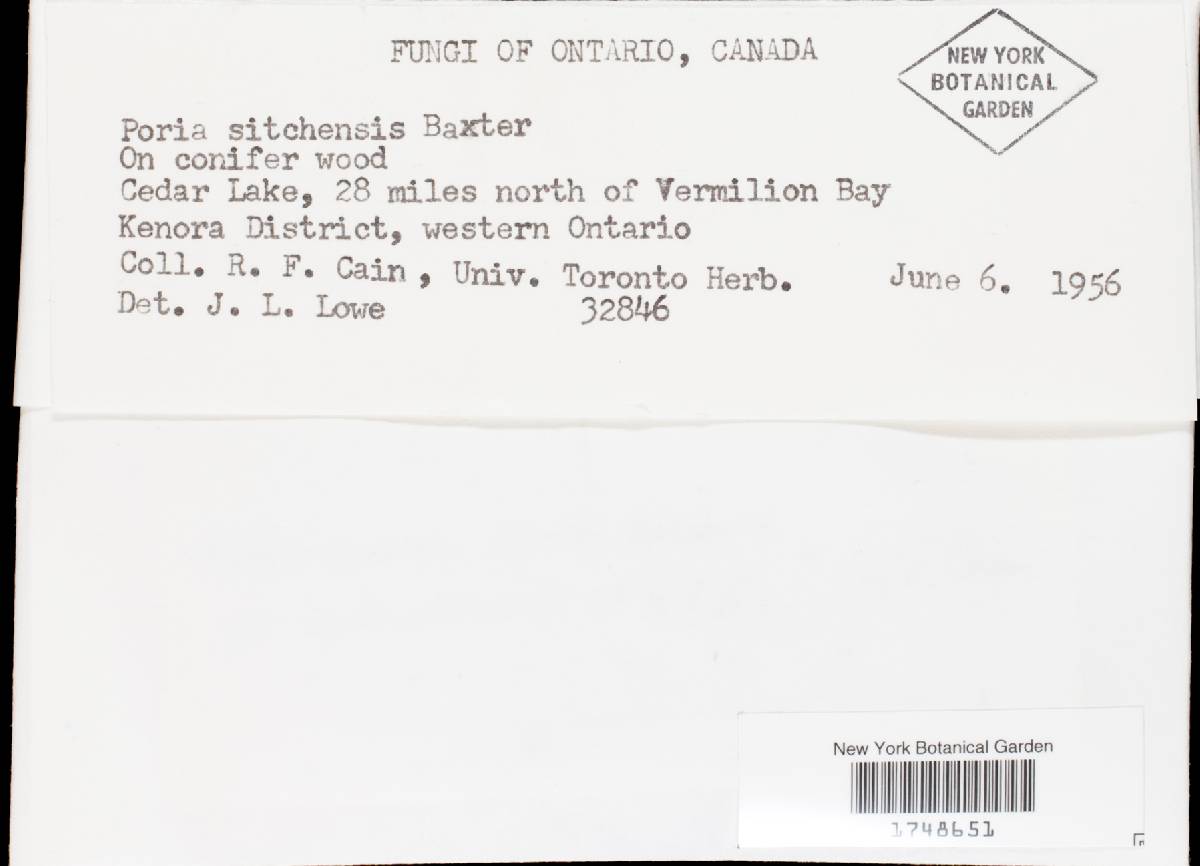 FUNGI OF ONTARIO, CANADA
NEW YORK
BOTANICAL
GARDEN
Poria sitchensis Baxter
On conifer wood
Cedar Lake, 28 miles north of Vermilion Bay
Kenora District, western Ontario
Coll. R. F. Cain, Univ. Toronto Herb. June 6. 1956
Det. J. L. Lowe 32846
New York Botanical Garden
1748651